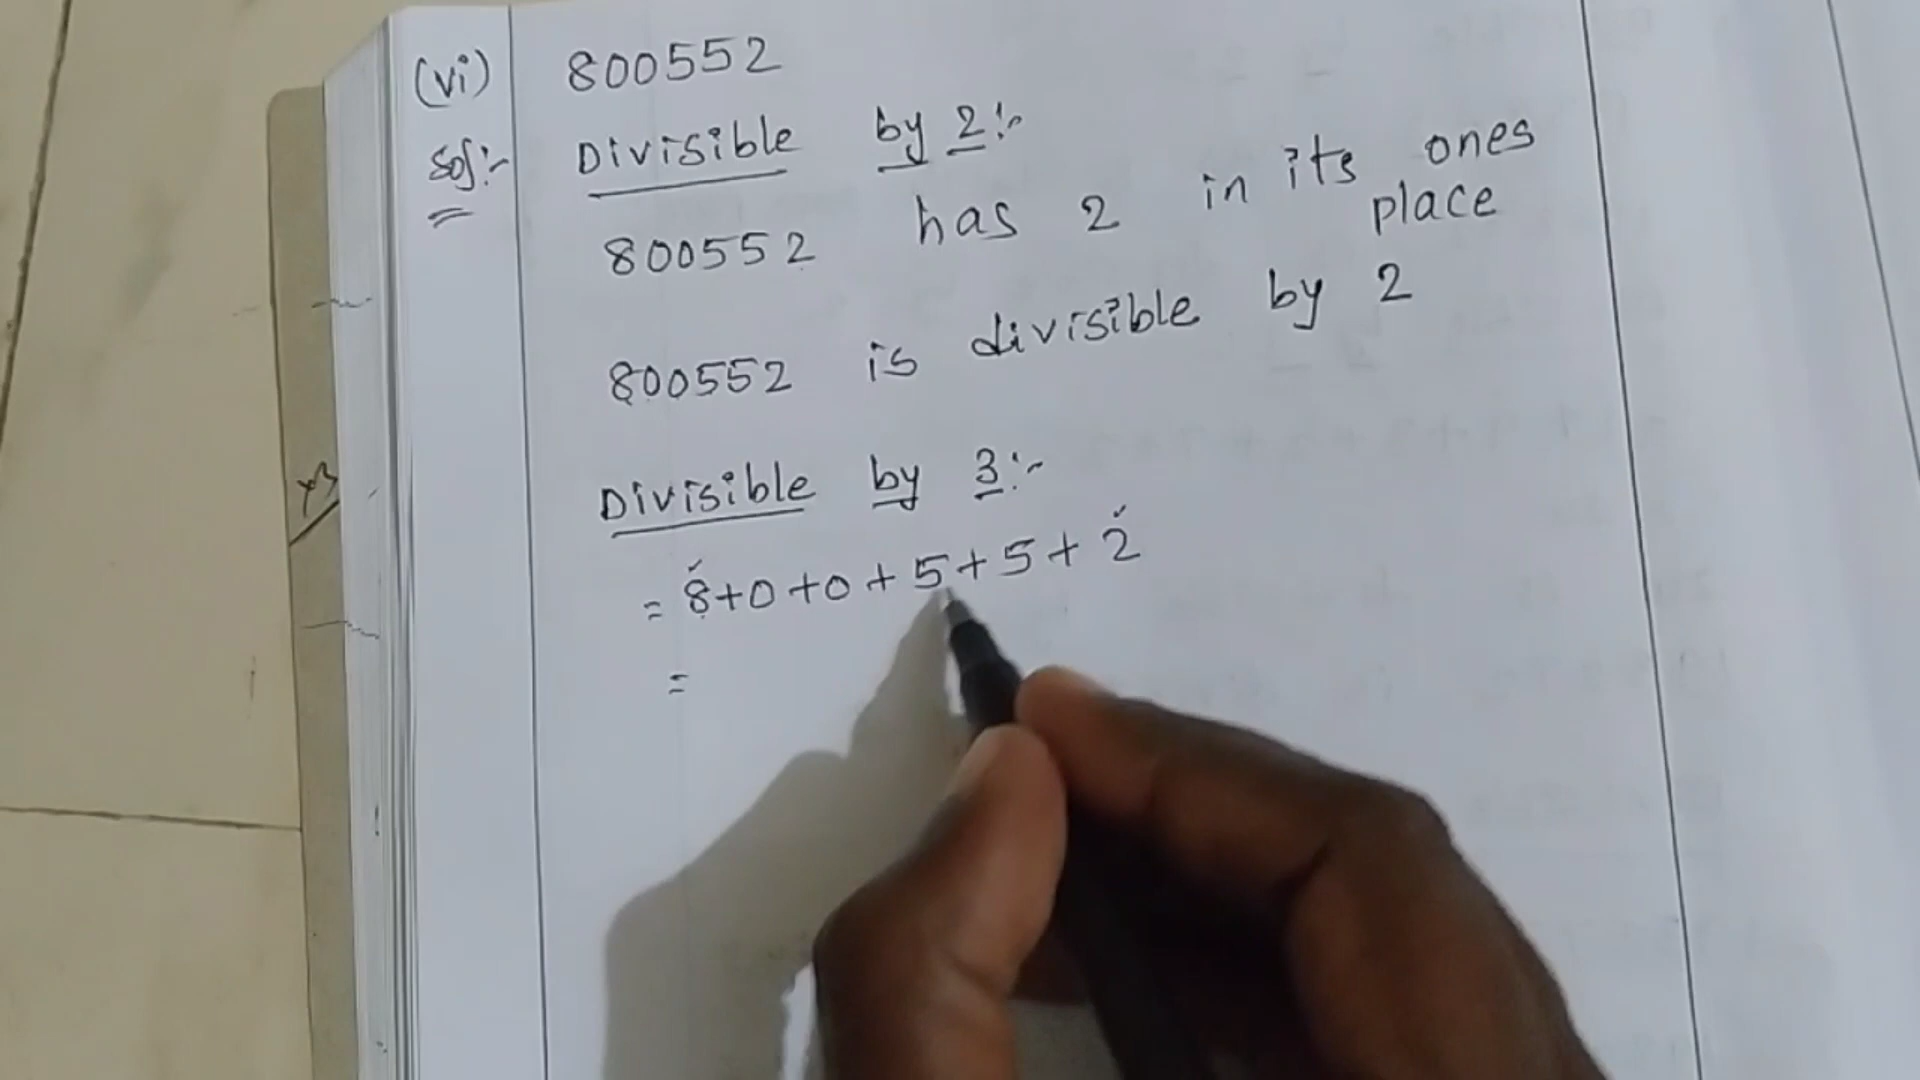 (vi) 800552
Sol:- Divisible by 2:-
800552 has 2 in its ones
place
800552 is divisible by 2
Divisible by 3:-
= 8+0+0+5+5+2
=